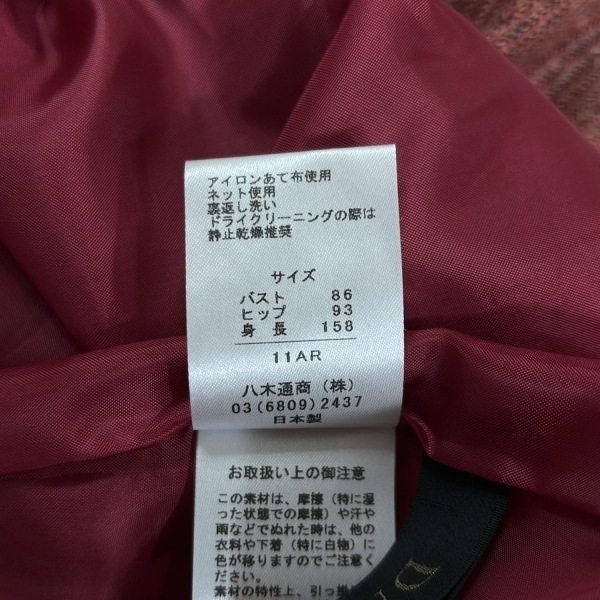 アイロンあて布使用
ネット使用
裏返し洗い
ドライクリーニングの際は
静止乾燥推奨
サイズ
バスト 86
ヒップ 93
身長 158
11AR
八木通商(株)
03(6809)2437
日本製
お取扱い上の御注意
この素材は、摩擦(特に湿
った状態での摩擦)や汗や
雨などでぬれた時は、他の
衣料や下着(特に白物)に
色が移りますのでご注意く
ださい。
素材の特性上、引っ掛